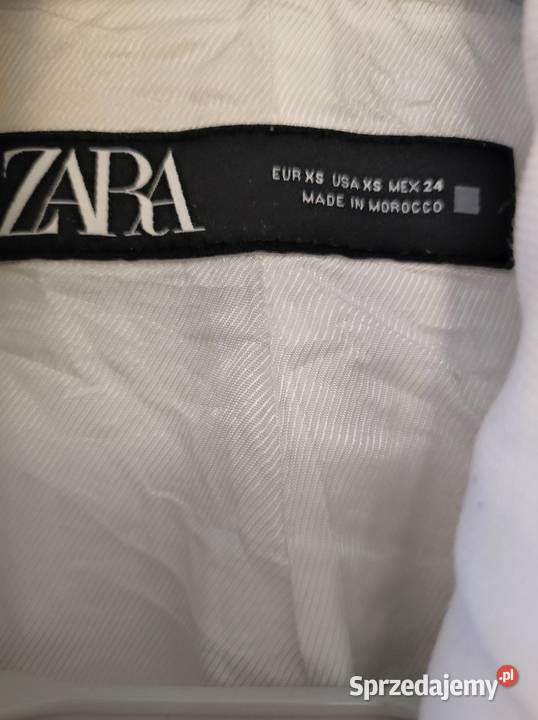 ZARA
EUR XS USA XS MEX 24
MADE IN MOROCCO
Sprzedajemy.pl